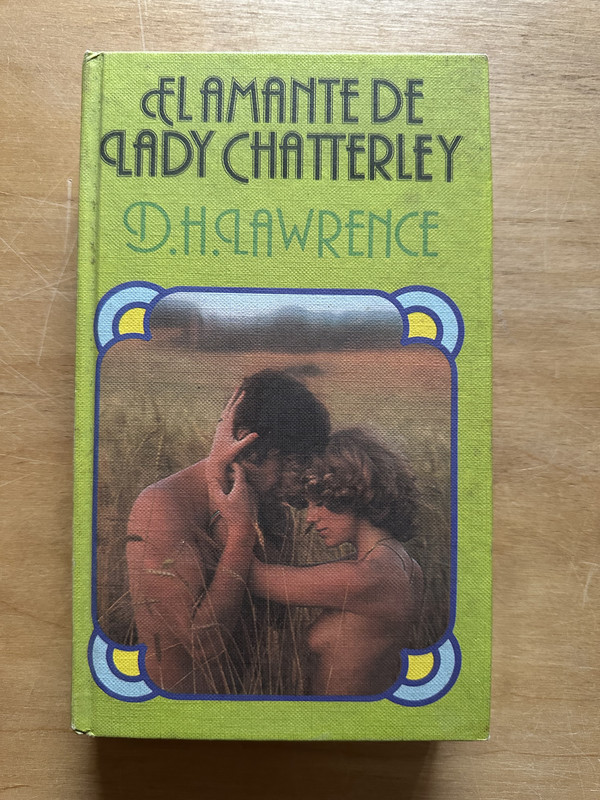 EL AMANTE DE
LADY CHATTERLEY
D.H. LAWRENCE